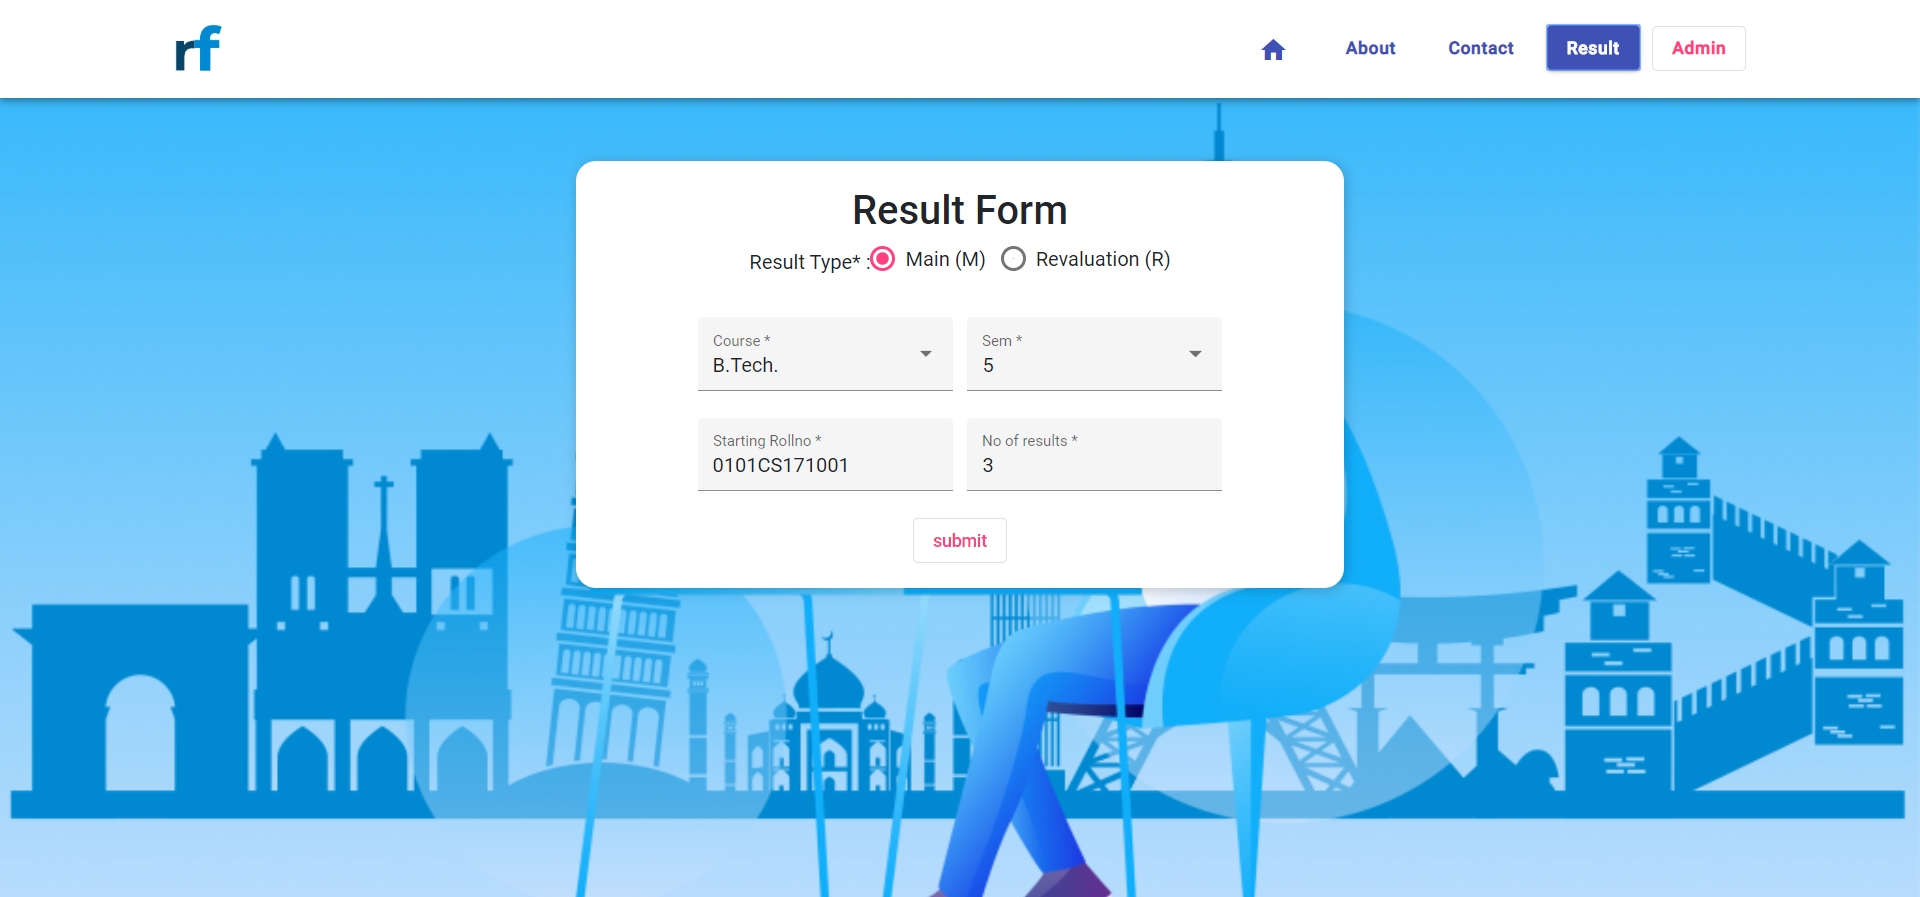 rf
About Contact Result Admin
Result Form
Result Type* : Main (M) Revaluation (R)
Course * Sem *
B.Tech. 5
Starting Rollno * No of results *
0101CS171001 3
submit